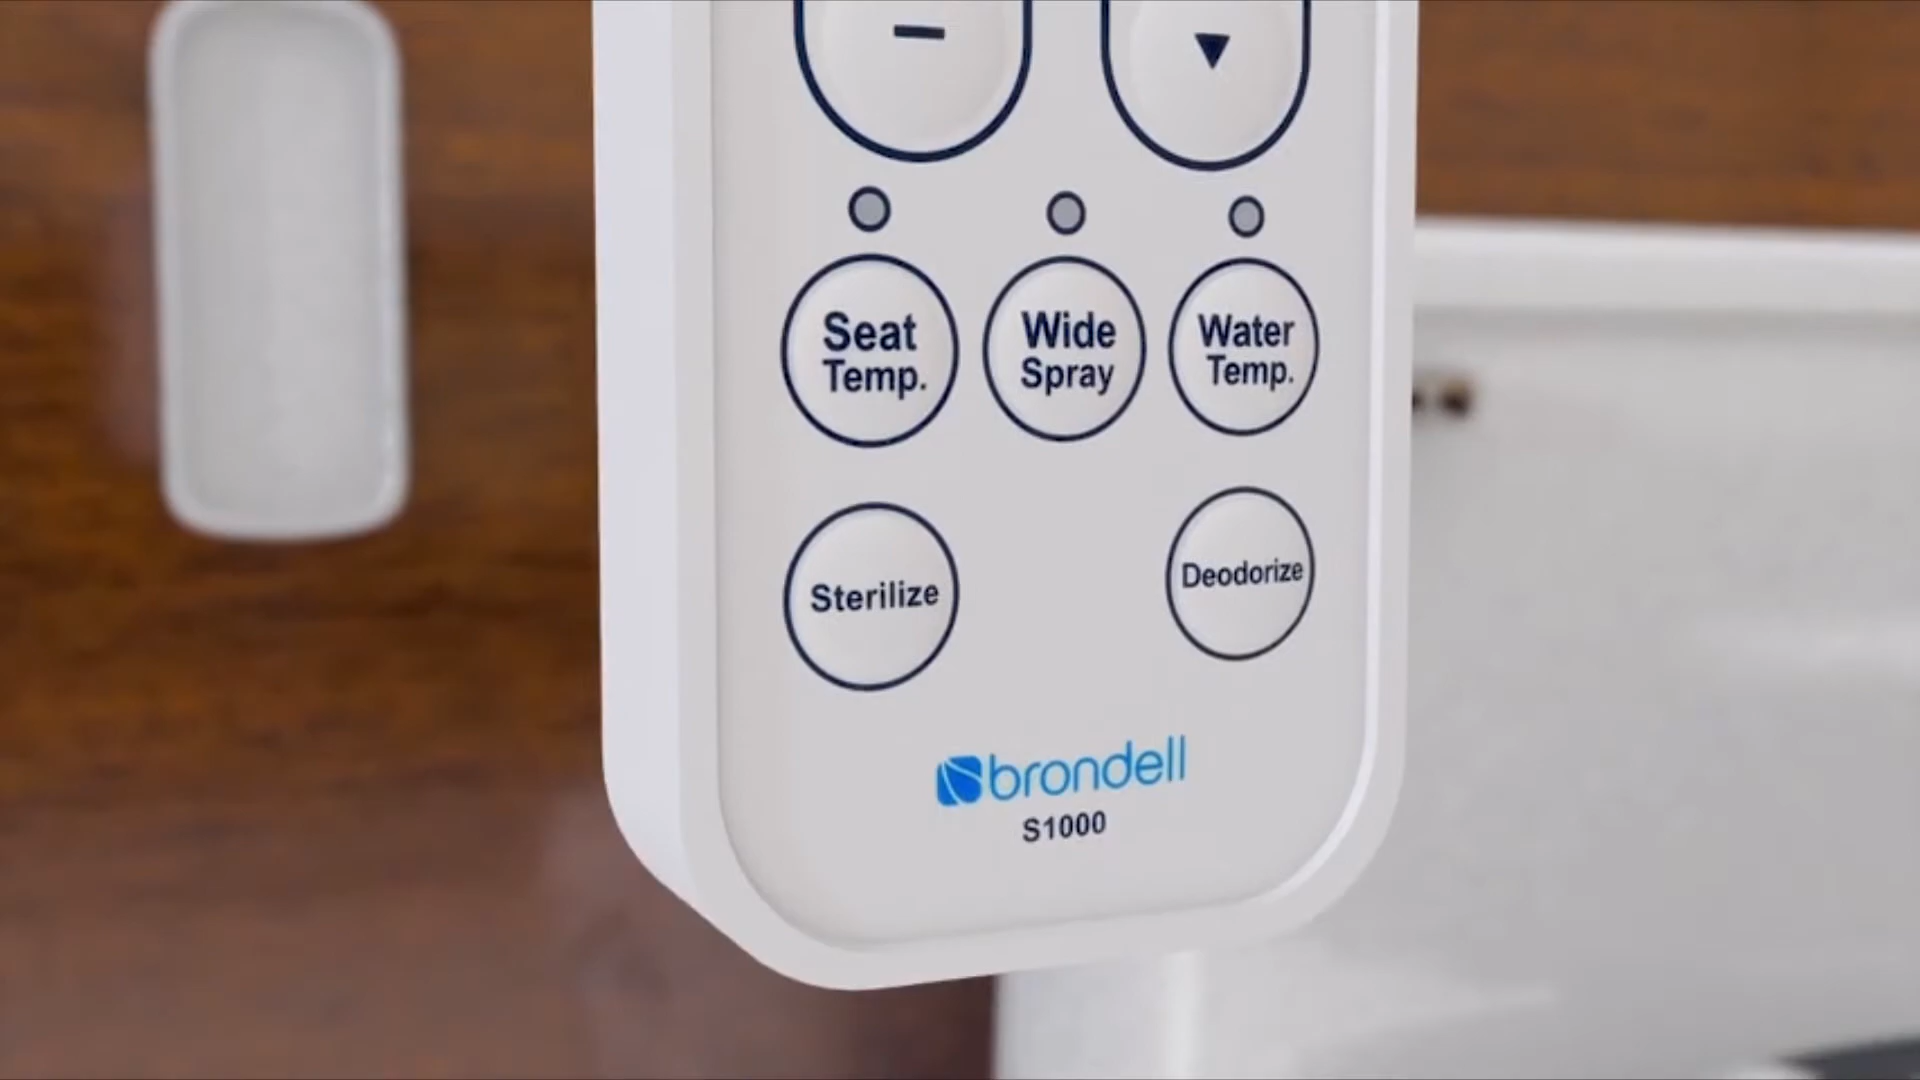 Seat
Temp.
Wide
Spray
Water
Temp.
Sterilize
Deodorize
brondell
S1000